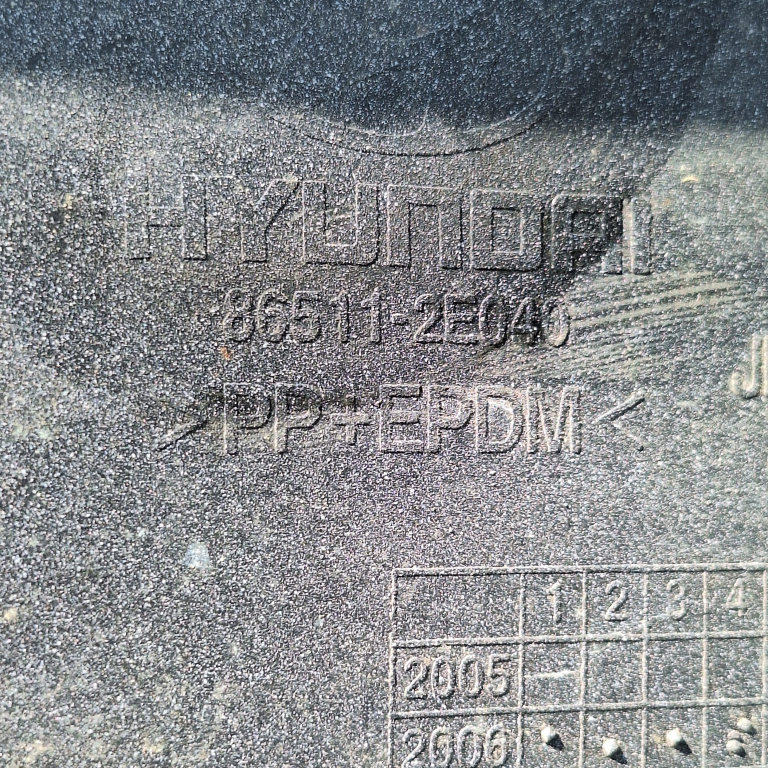 HYUNDAI
86511-2E040
>PP+EPDM<
1 2 3 4
2005
2006